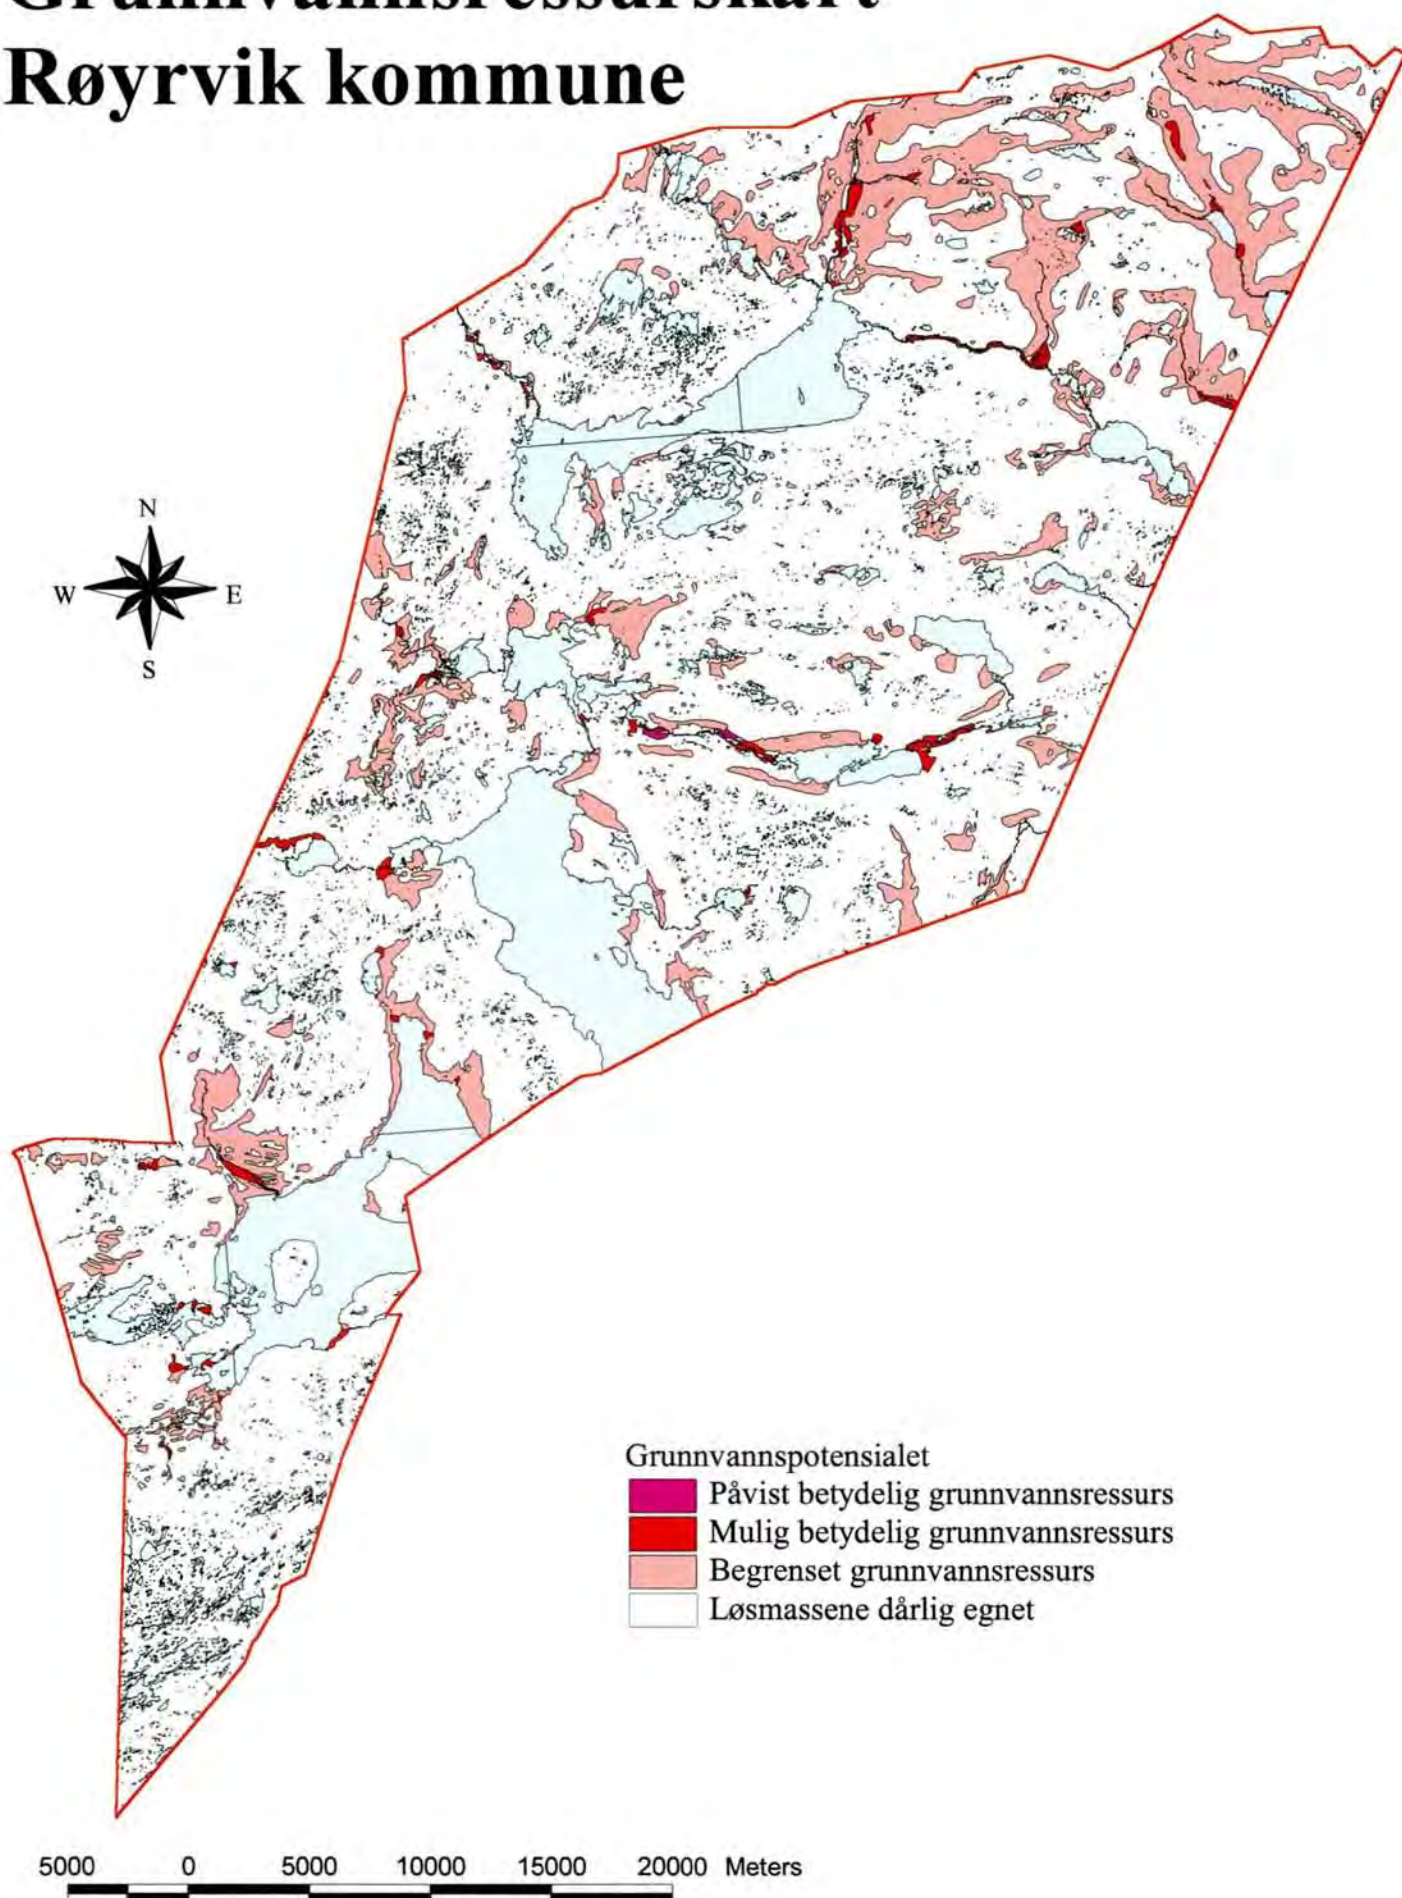 Grunnvannsressurskart
Røyrvik kommune
N
W E
S
Grunnvannspotensialet
Påvist betydelig grunnvannsressurs
Mulig betydelig grunnvannsressurs
Begrenset grunnvannsressurs
Løsmassene dårlig egnet
5000 0 5000 10000 15000 20000 Meters